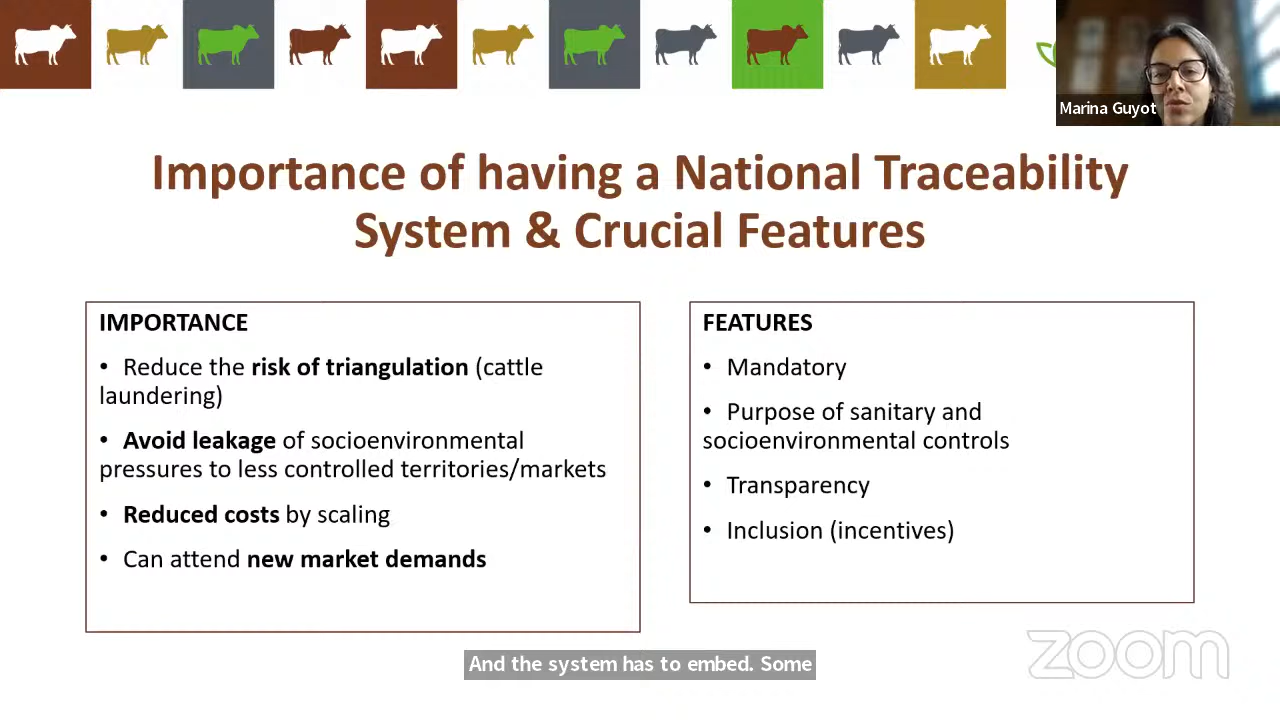 Marina Guyot
Importance of having a National Traceability
System & Crucial Features
IMPORTANCE
• Reduce the risk of triangulation (cattle
laundering)
• Avoid leakage of socioenvironmental
pressures to less controlled territories/markets
• Reduced costs by scaling
• Can attend new market demands
FEATURES
• Mandatory
• Purpose of sanitary and
socioenvironmental controls
• Transparency
• Inclusion (incentives)
And the system has to embed. Some
zoom